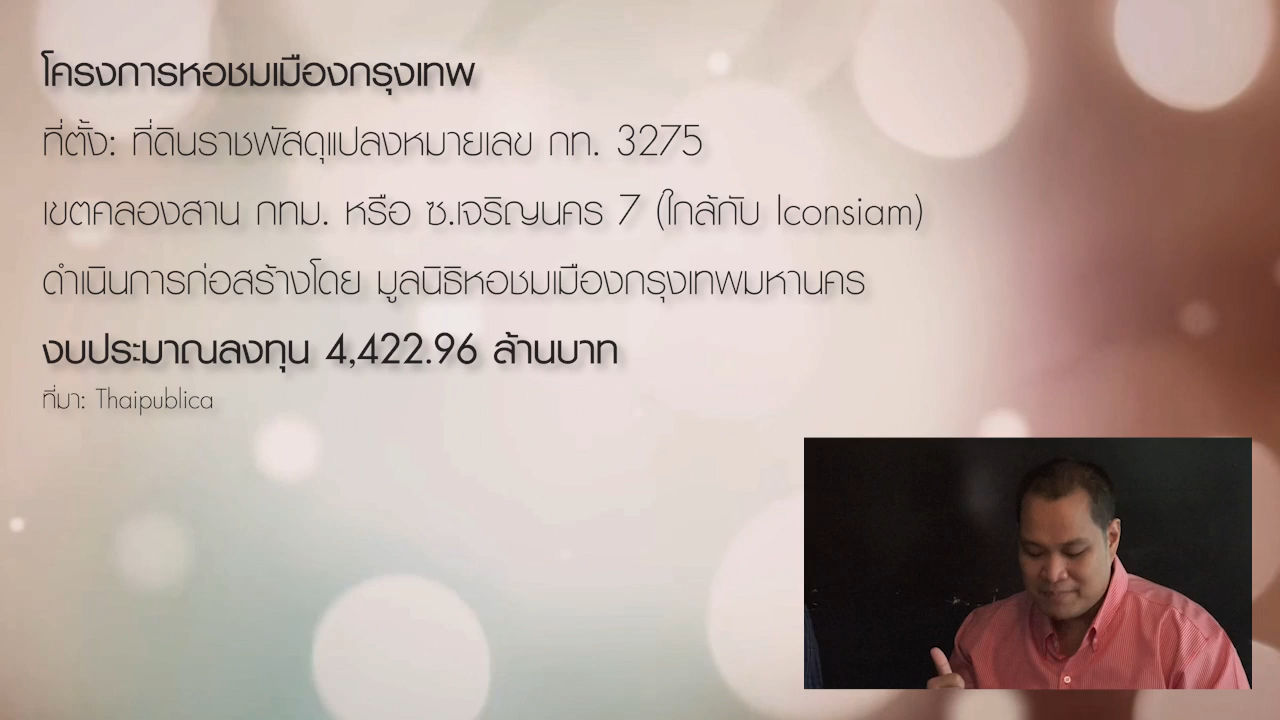 โครงการหอชมเมืองกรุงเทพ
ที่ตั้ง: ที่ดินราชพัสดุแปลงหมายเลข กท. 3275
เขตคลองสาน กทม. หรือ ซ.เจริญนคร 7 (ใกล้กับ Iconsiam)
ดำเนินการก่อสร้างโดย มูลนิธิหอชมเมืองกรุงเทพมหานคร
งบประมาณลงทุน 4,422.96 ล้านบาท
ที่มา: Thaipublica